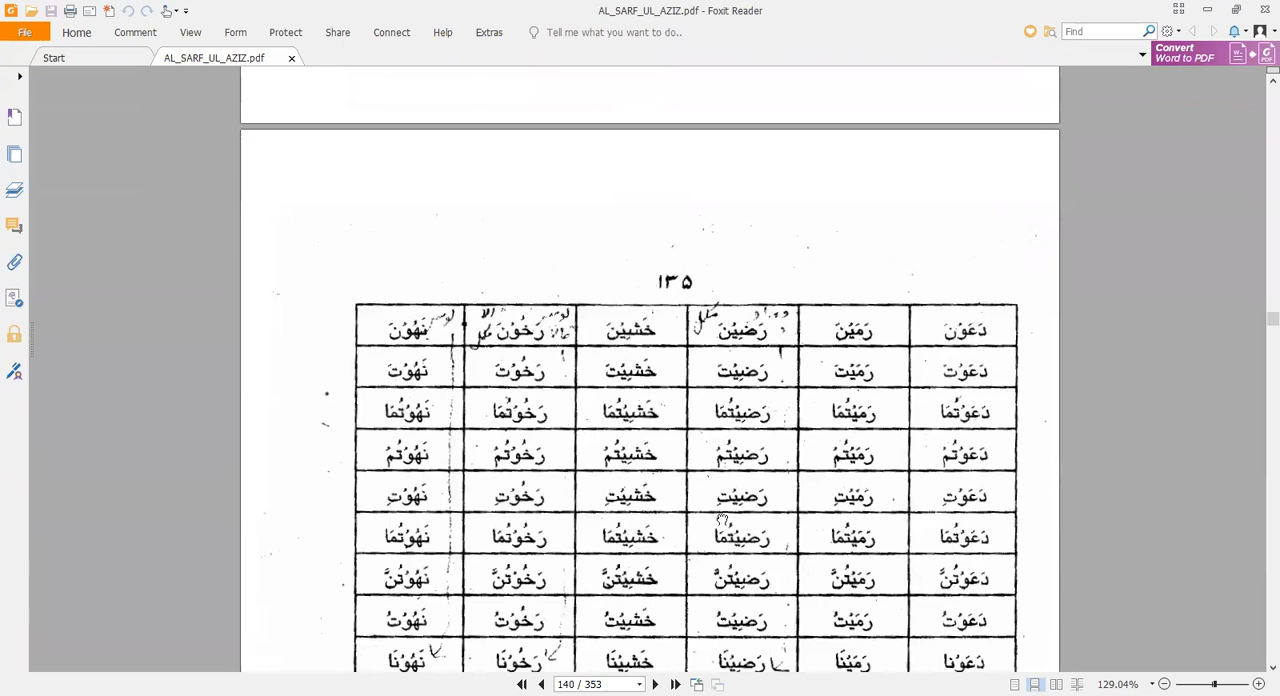 AL_SARF_UL_AZIZ.pdf - Foxit Reader
File Home Comment View Form Protect Share Connect Help Extras Tell me what you want to do.. Find
Start AL_SARF_UL_AZIZ.pdf Convert Word to PDF
۱۳۵
دَعَوْنَ رَمَيْنَ رَضِيْنَ خَشِيْنَ رَخُوْنَ نَهُوْنَ
دَعَوْتَ رَمَيْتَ رَضِيْتَ خَشِيْتَ رَخُوْتَ نَهُوْتَ
دَعَوْتُمَا رَمَيْتُمَا رَضِيْتُمَا خَشِيْتُمَا رَخُوْتُمَا نَهُوْتُمَا
دَعَوْتُمْ رَمَيْتُمْ رَضِيْتُمْ خَشِيْتُمْ رَخُوْتُمْ نَهُوْتُمْ
دَعَوْتِ رَمَيْتِ رَضِيْتِ خَشِيْتِ رَخُوْتِ نَهُوْتِ
دَعَوْتُمَا رَمَيْتُمَا رَضِيْتُمَا خَشِيْتُمَا رَخُوْتُمَا نَهُوْتُمَا
دَعَوْتُنَّ رَمَيْتُنَّ رَضِيْتُنَّ خَشِيْتُنَّ رَخُوْتُنَّ نَهُوْتُنَّ
دَعَوْتُ رَمَيْتُ رَضِيْتُ خَشِيْتُ رَخُوْتُ نَهُوْتُ
دَعَوْنَا رَمَيْنَا رَضِيْنَا خَشِيْنَا رَخُوْنَا نَهُوْنَا
140 / 353 129.04%